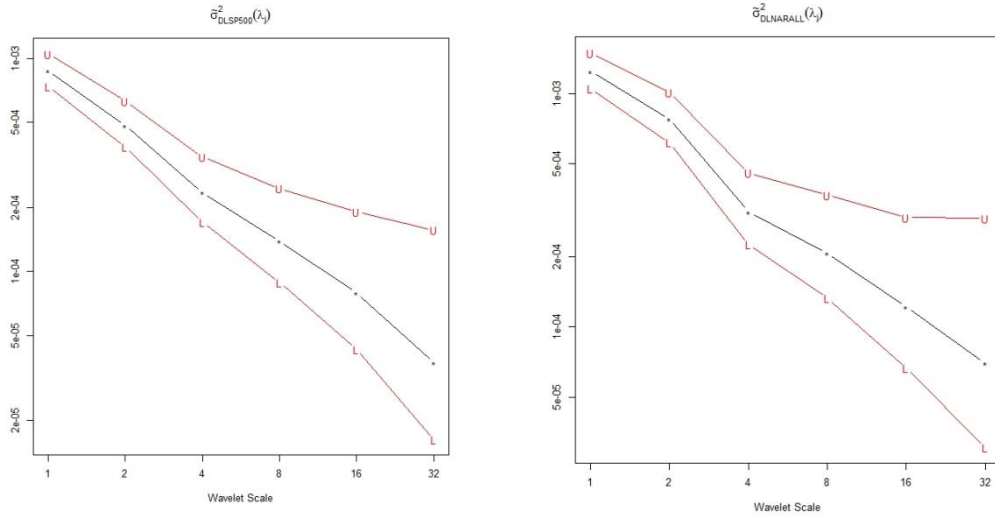 σ̃²DLSP500(λj)
1e-03
5e-04
2e-04
1e-04
5e-05
2e-05
U
U
U
U
U
U
L
L
L
L
L
L
1
2
4
8
16
32
Wavelet Scale
σ̃²DLNARALL(λj)
1e-03
5e-04
2e-04
1e-04
5e-05
U
U
U
U
U
U
L
L
L
L
L
L
1
2
4
8
16
32
Wavelet Scale